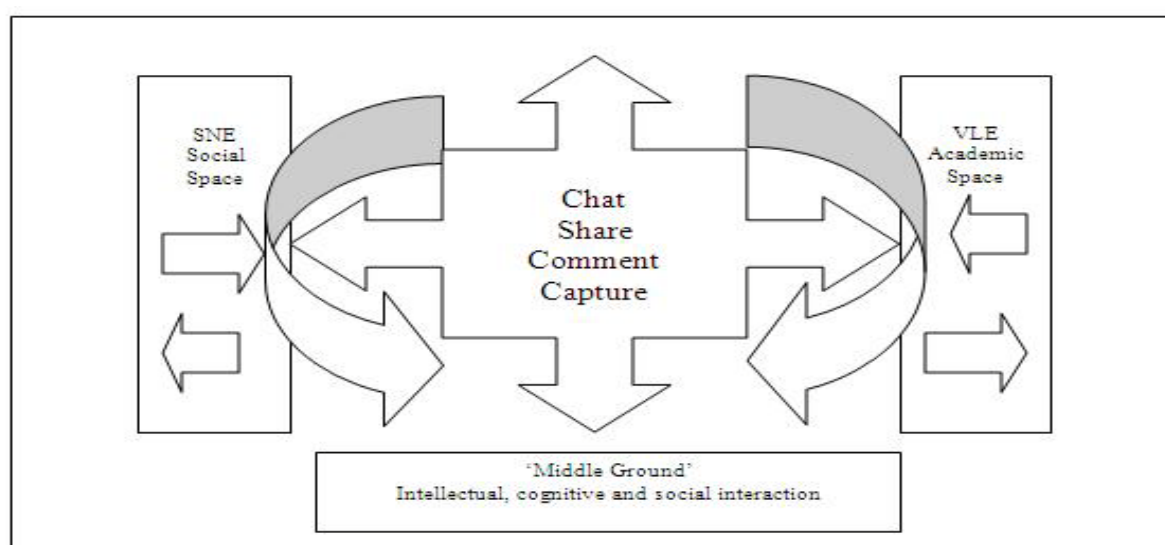 SNE
Social
Space
VLE
Academic
Space
Chat
Share
Comment
Capture
‘Middle Ground’
Intellectual, cognitive and social interaction